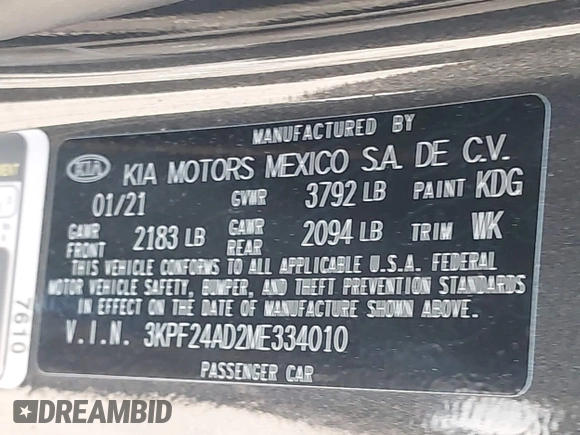 MANUFACTURED BY
KIA KIA MOTORS MEXICO S.A. DE C.V.
01/21 GVWR 3792 LB PAINT KDG
GAWR FRONT 2183 LB GAWR REAR 2094 LB TRIM WK
THIS VEHICLE CONFORMS TO ALL APPLICABLE U.S.A. FEDERAL
MOTOR VEHICLE SAFETY, BUMPER, AND THEFT PREVENTION STANDARDS
IN EFFECT ON THE DATE OF MANUFACTURE SHOWN ABOVE.
V.I.N. 3KPF24AD2ME334010
PASSENGER CAR
7610
DREAMBID